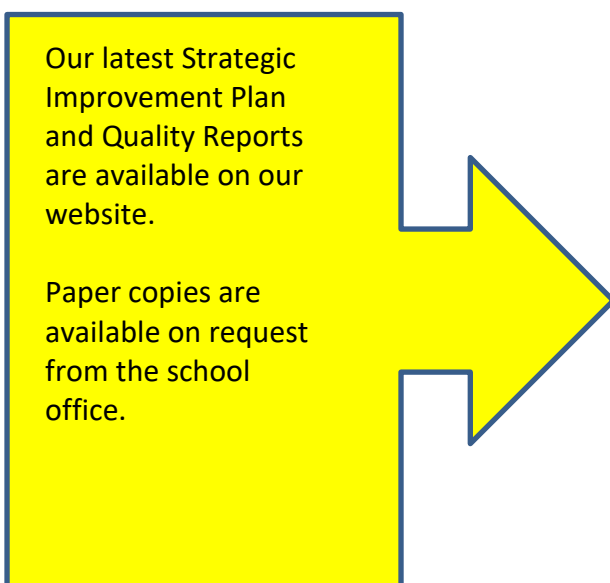 Our latest Strategic
Improvement Plan
and Quality Reports
are available on our
website.
Paper copies are
available on request
from the school
office.